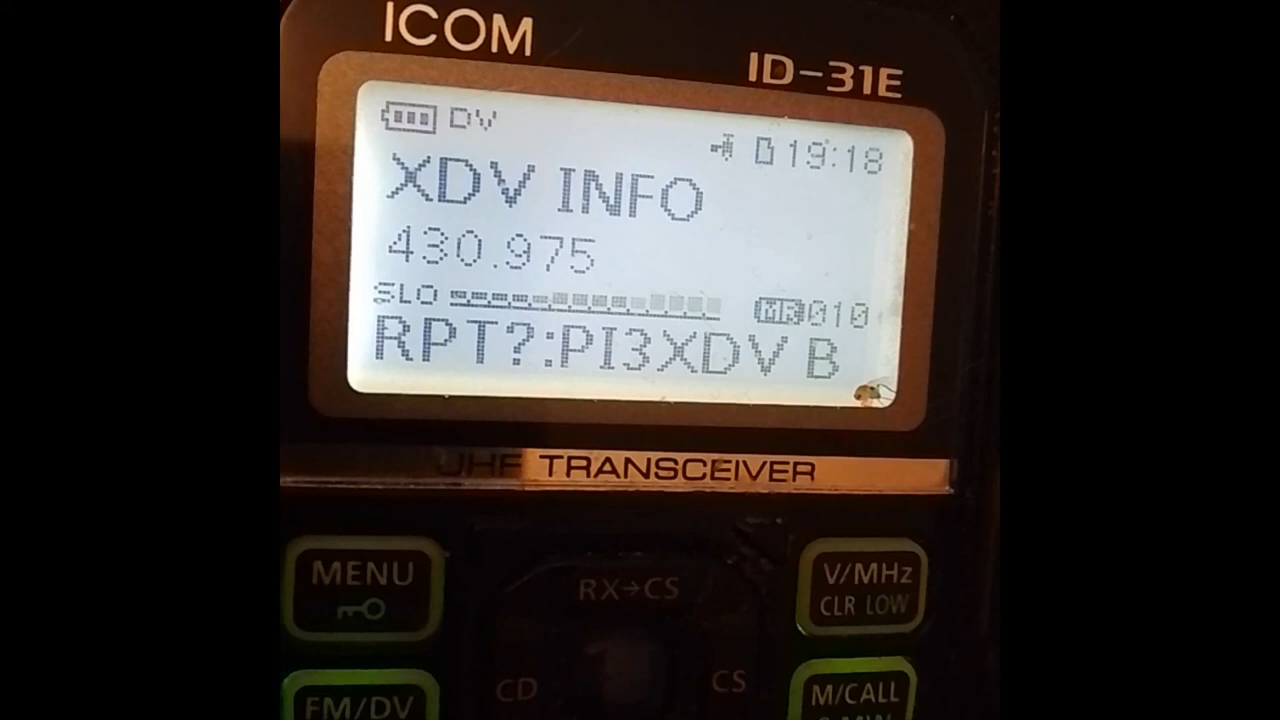 ICOM
ID-31E
DV
19:18
XDV INFO
430.975
SLO
MR 010
RPT?:PI3XDV B
UHF TRANSCEIVER
MENU
RX→CS
V/MHz
CLR LOW
CD
CS
FM/DV
M/CALL